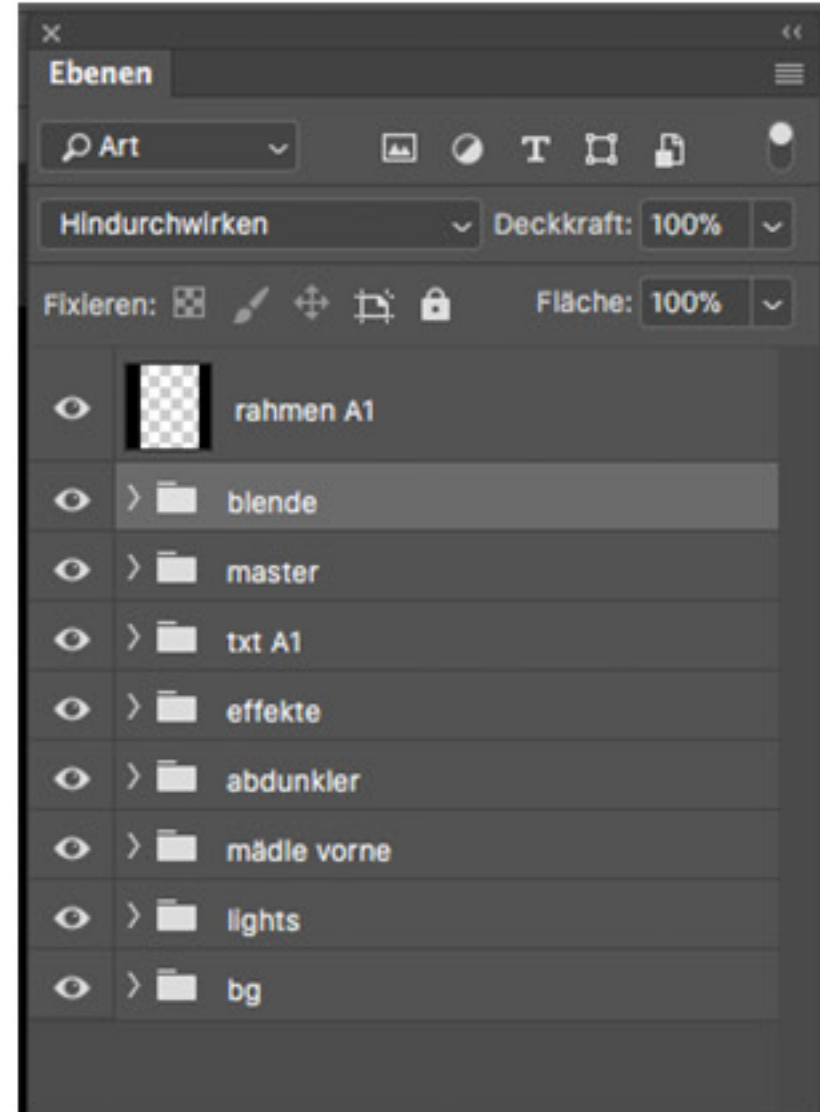 Ebenen
Art
Hindurchwirken Deckkraft: 100%
Fixieren: Fläche: 100%
rahmen A1
blende
master
txt A1
effekte
abdunkler
mädle vorne
lights
bg